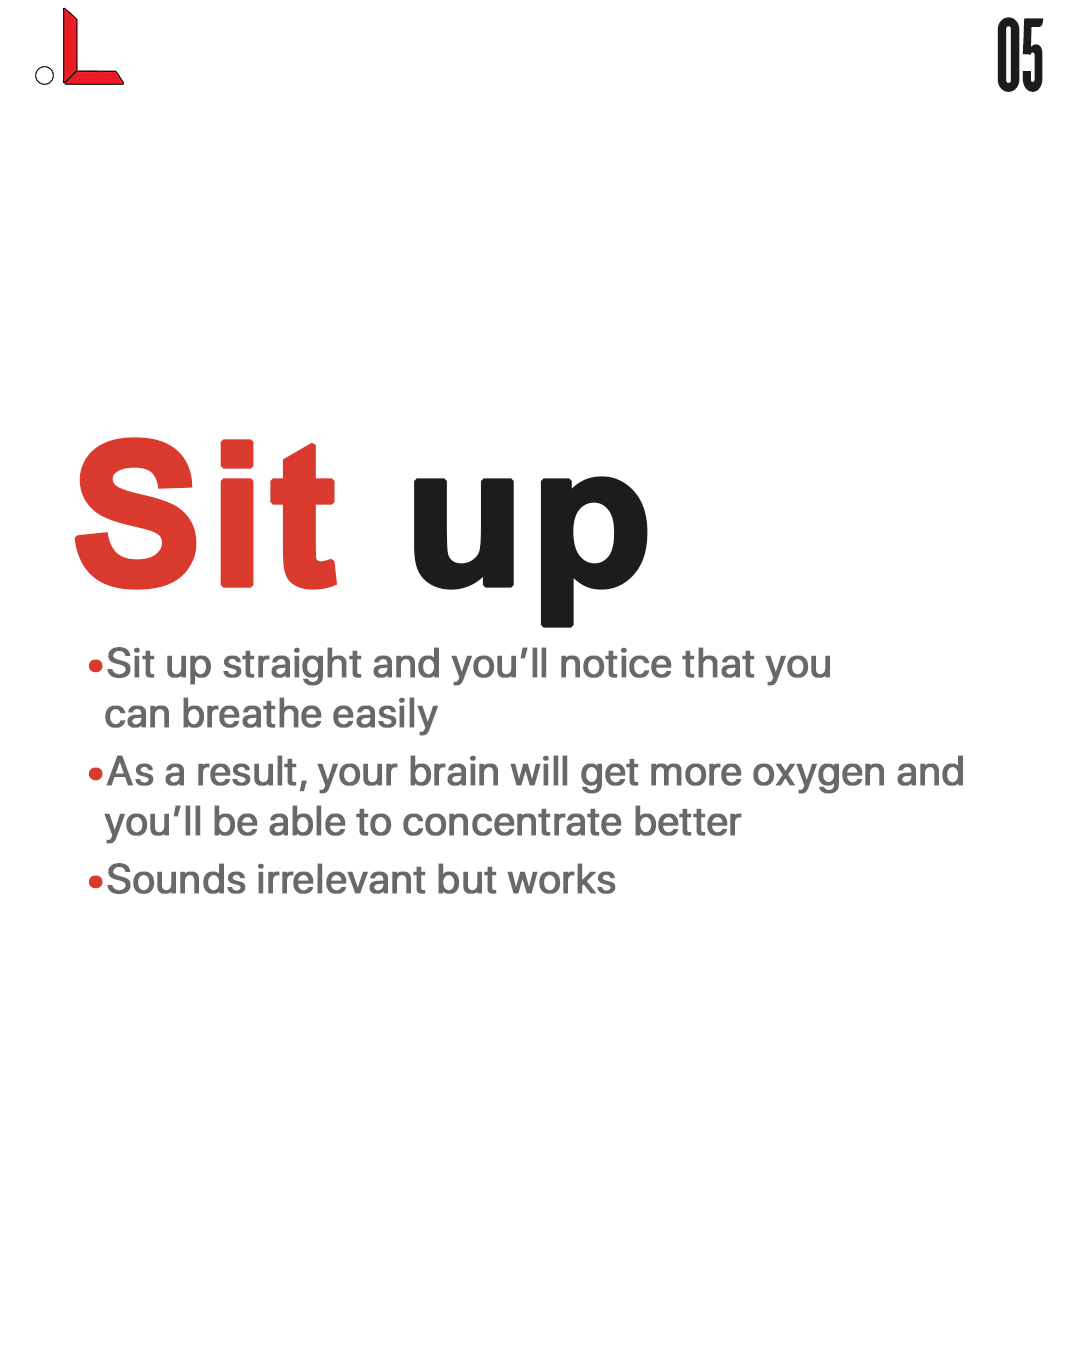 L
05
Sit up
•Sit up straight and you’ll notice that you
can breathe easily
•As a result, your brain will get more oxygen and
you’ll be able to concentrate better
•Sounds irrelevant but works